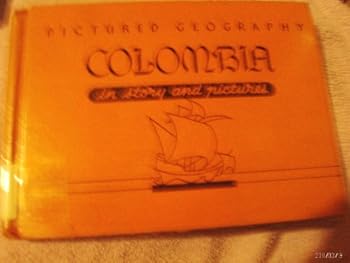 PICTURED GEOGRAPHY
COLOMBIA
in story and pictures